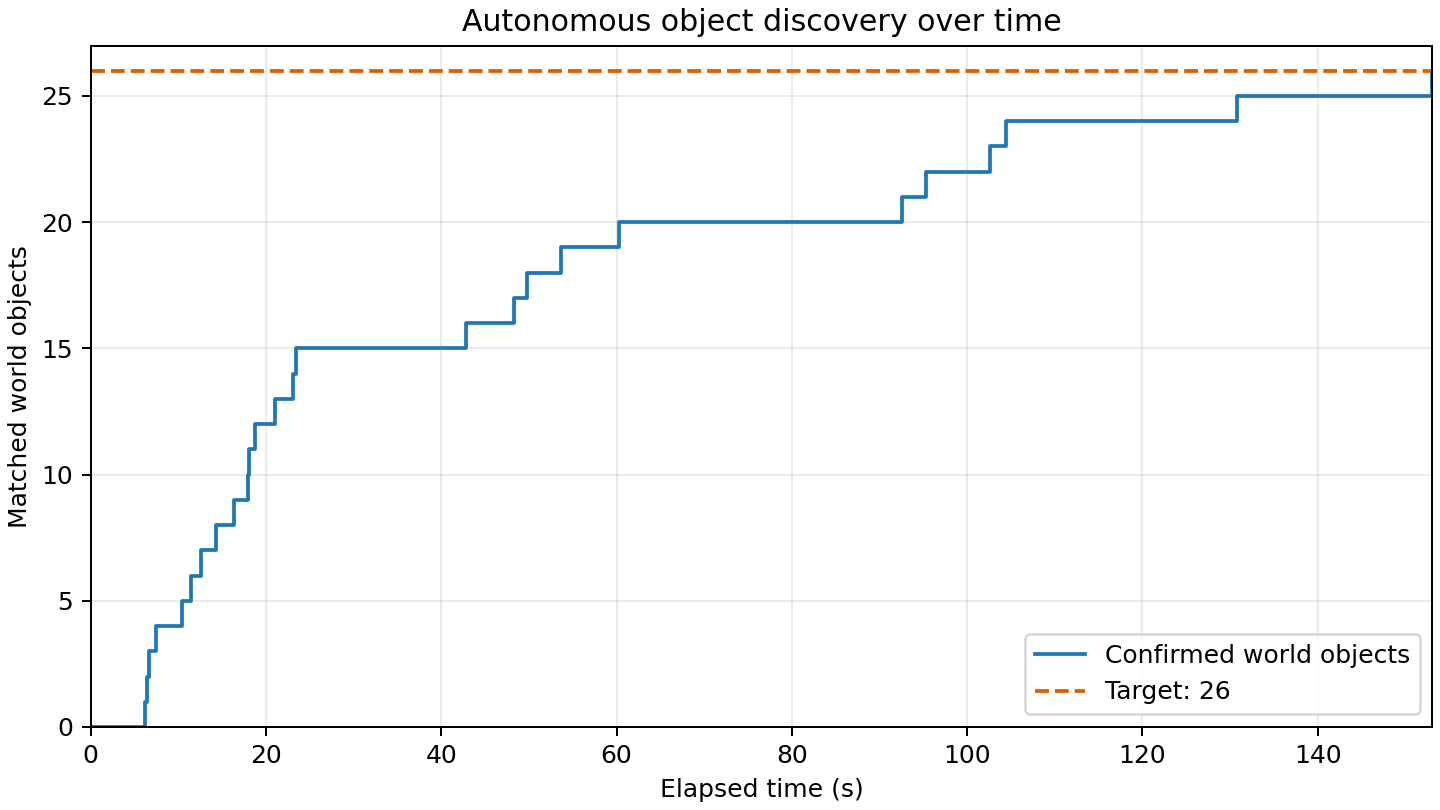 Autonomous object discovery over time
Matched world objects
25
20
15
10
5
0
0 20 40 60 80 100 120 140
Elapsed time (s)
Confirmed world objects
Target: 26